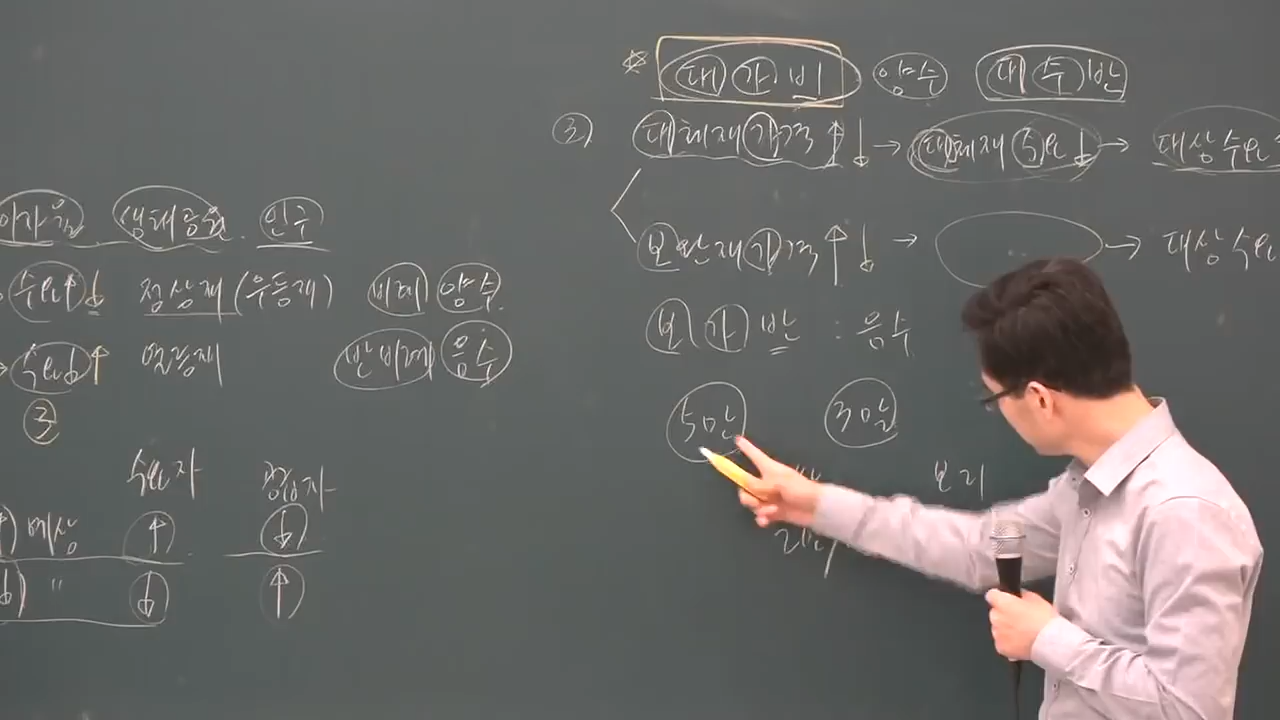 대가비 양수 대수반
③ 대체재가격↑↓→대체재수요↓→대상수요
보완재가격↑↓→ → 대상수요
보가반 : 음수
5만 3만
보리
이자율 생태공원. 인구
수요↑↓ 정상재(우등재) 비례 양수
수요↓↑ 열등재 반비례 음수
③
수요자 공급자
↑ 예상 ↑ ↓
↓ " ↓ ↑